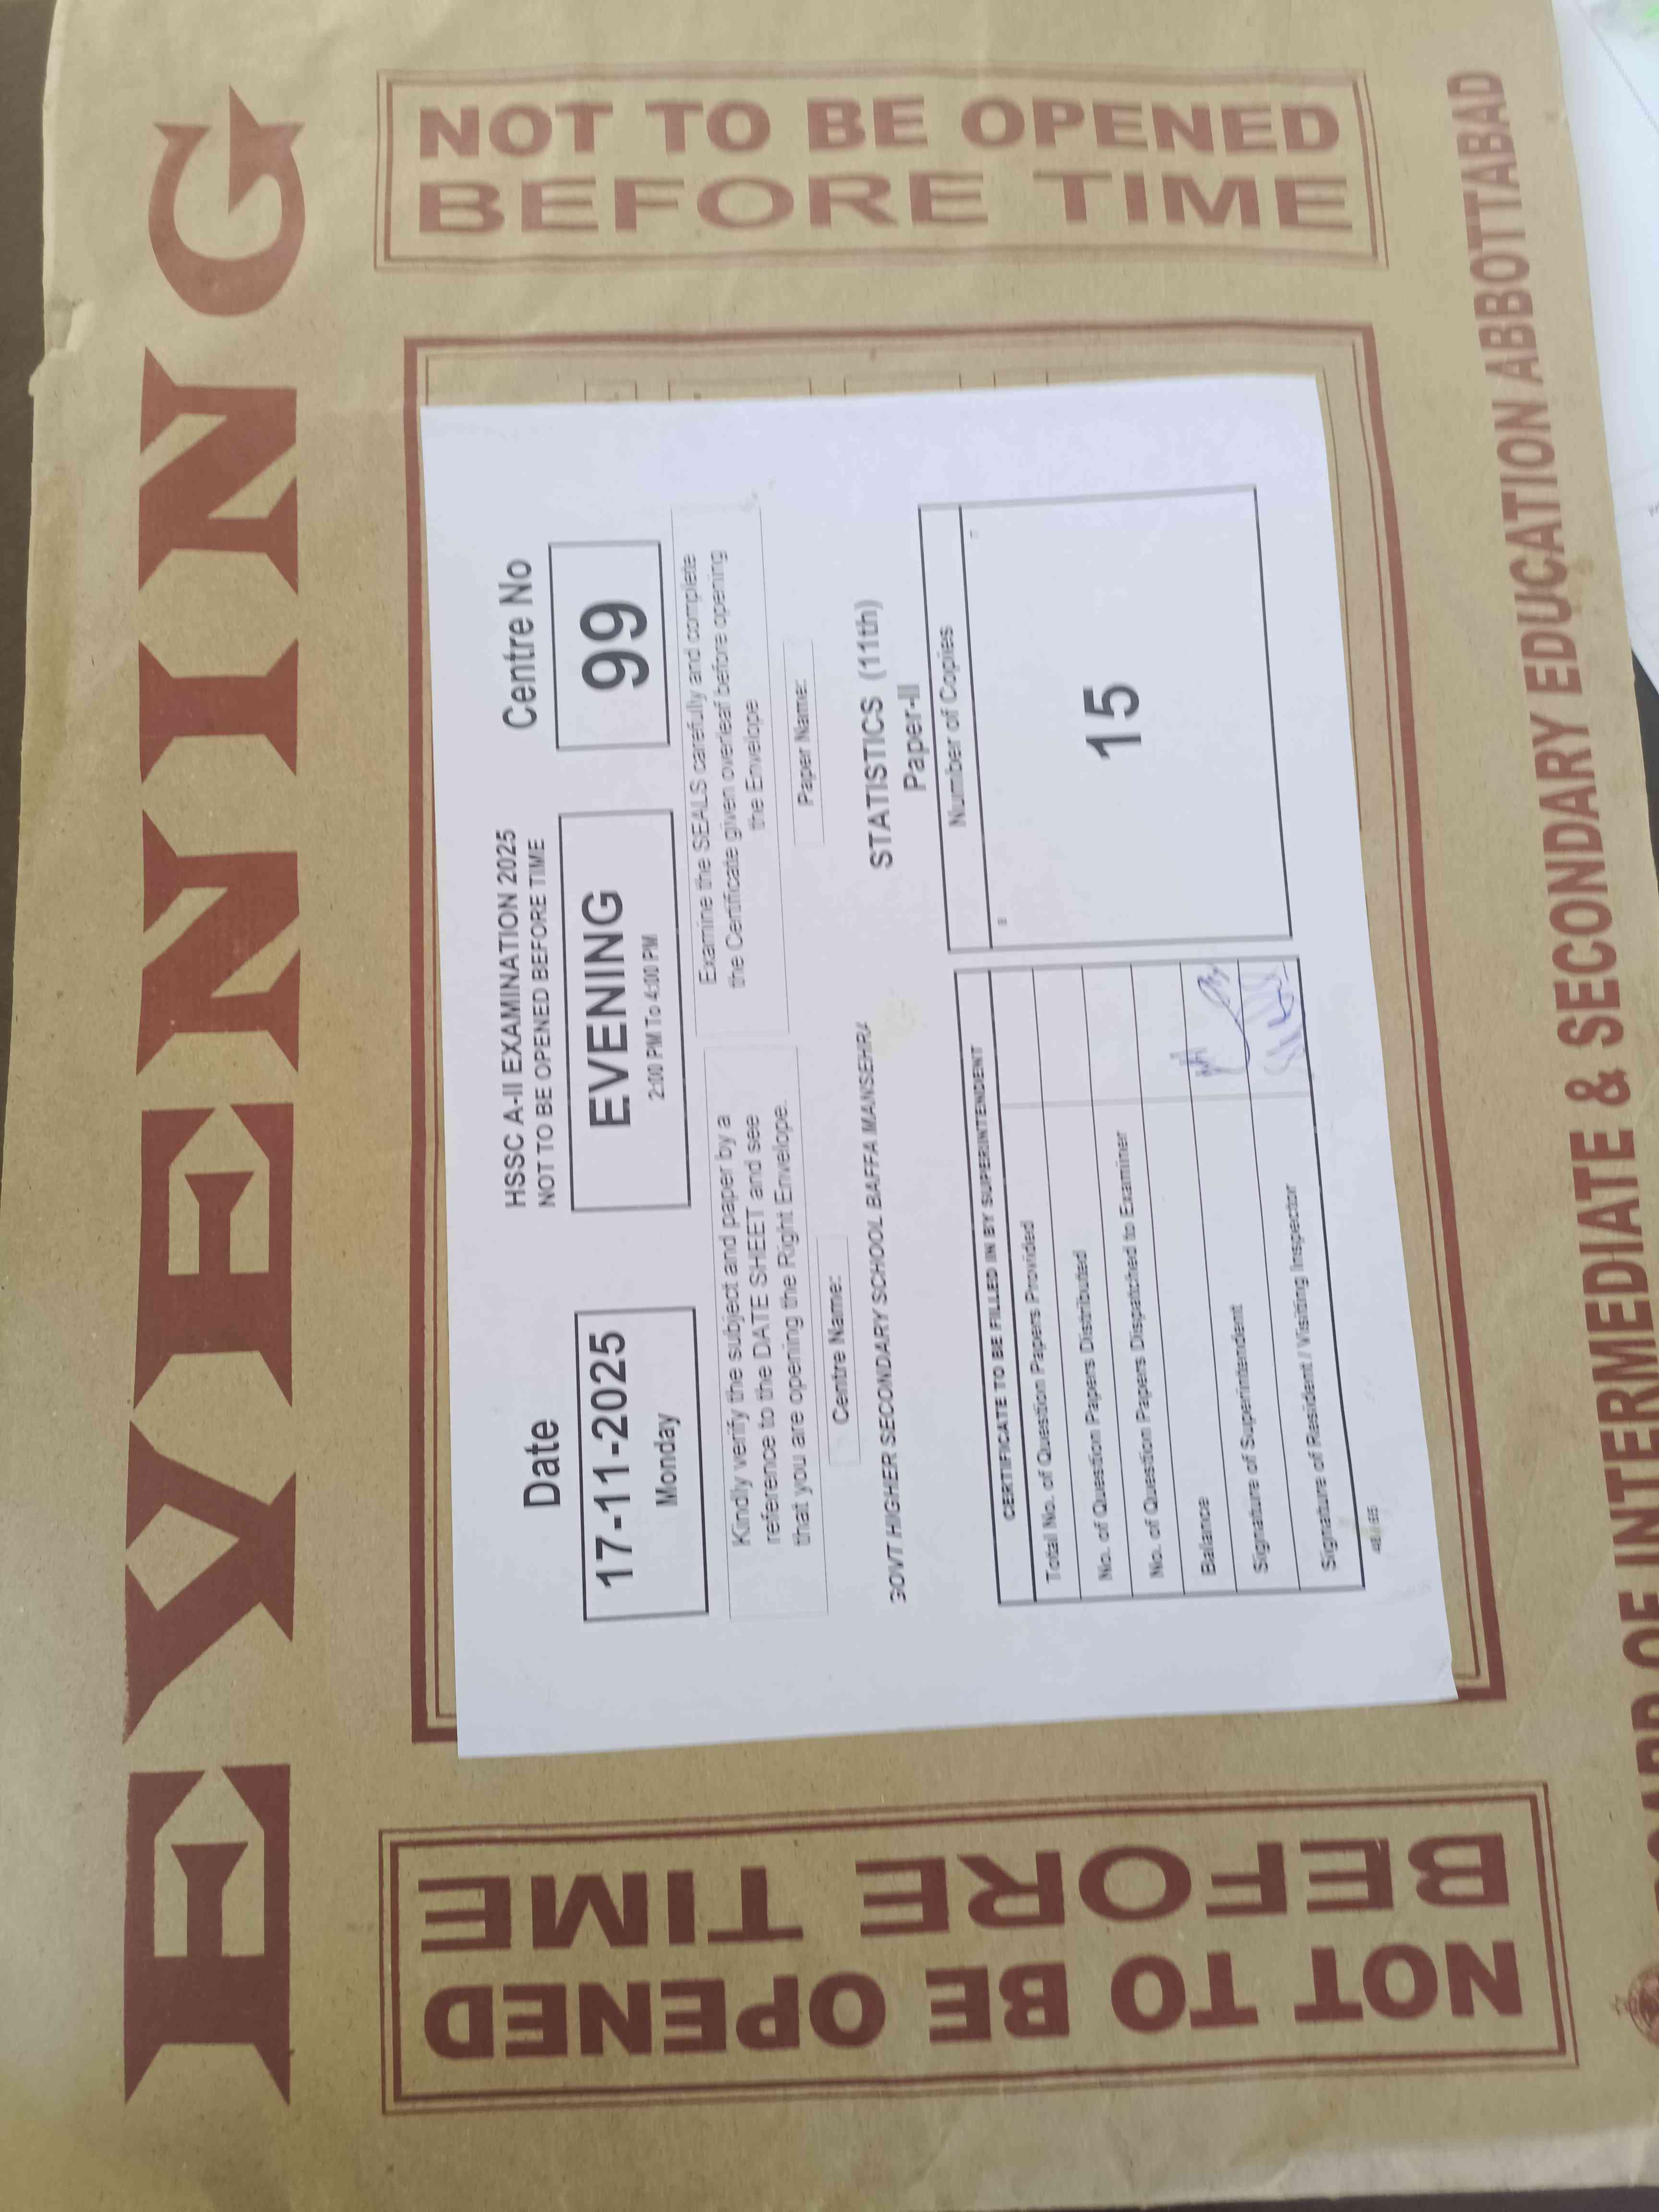 EVENING
NOT TO BE OPENED
BEFORE TIME
HSSC A-II EXAMINATION 2025
NOT TO BE OPENED BEFORE TIME
Date
Centre No
17-11-2025
Monday
EVENING
2:00 PM To 4:00 PM
99
Kindly verify the subject and paper by a
reference to the DATE SHEET and see
that you are opening the Right Envelope.
Examine the SEALS carefully and complete
the Certificate given overleaf before opening
the Envelope
Centre Name:
Paper Name:
GOVT HIGHER SECONDARY SCHOOL BAFFA MANSEHRA
STATISTICS (11th)
Paper-II
CERTIFICATE TO BE FILLED IN BY SUPERINTENDENT
Total No. of Question Papers Provided
No. of Question Papers Distributed
No. of Question Papers Dispatched to Examiner
Balance
Signature of Superintendent
Signature of Resident / Visiting Inspector
Number of Copies
15
NOT TO BE OPENED
BEFORE TIME
BOARD OF INTERMEDIATE & SECONDARY EDUCATION ABBOTTABAD